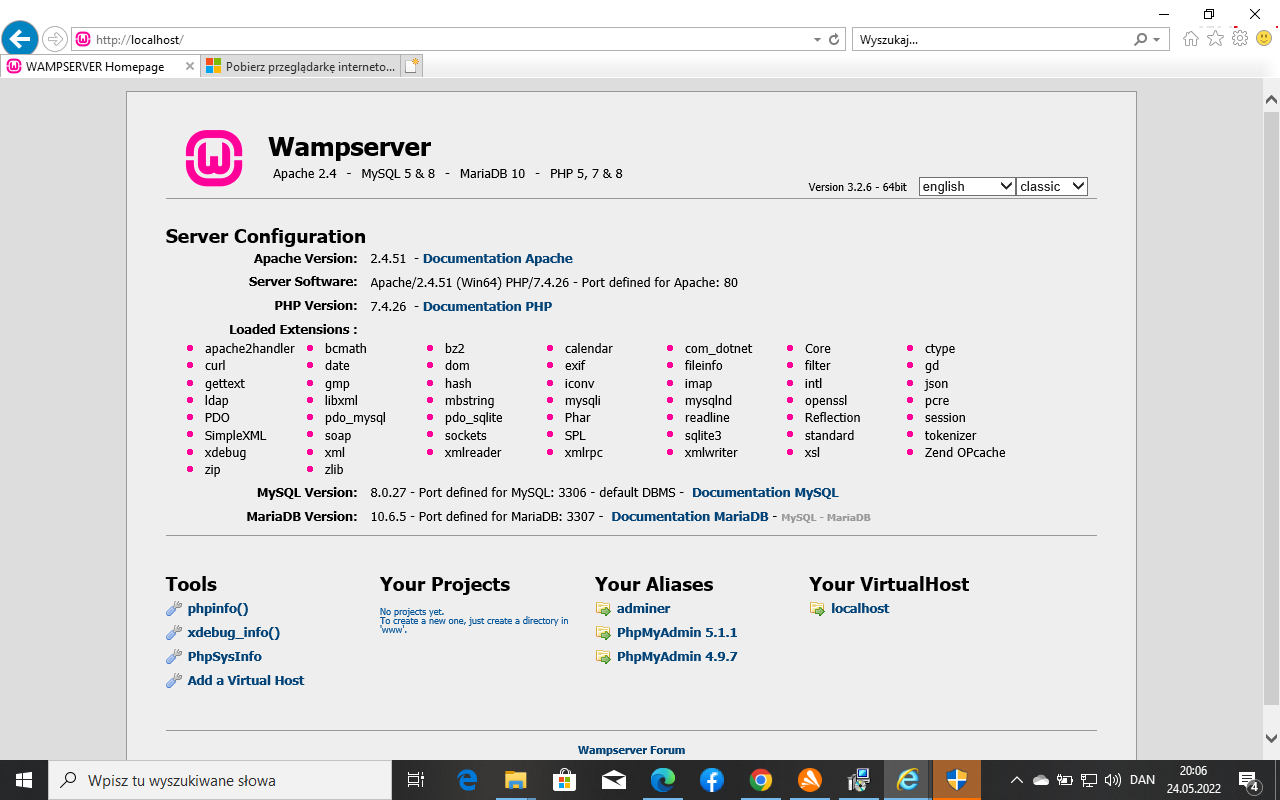 http://localhost/
Wyszukaj...
WAMPSERVER Homepage
Pobierz przeglądarkę interneto...
Wampserver
Apache 2.4 - MySQL 5 & 8 - MariaDB 10 - PHP 5, 7 & 8
Version 3.2.6 - 64bit english classic
Server Configuration
Apache Version: 2.4.51 - Documentation Apache
Server Software: Apache/2.4.51 (Win64) PHP/7.4.26 - Port defined for Apache: 80
PHP Version: 7.4.26 - Documentation PHP
Loaded Extensions :
apache2handler bcmath bz2 calendar com_dotnet Core ctype
curl date dom exif fileinfo filter gd
gettext gmp hash iconv imap intl json
ldap libxml mbstring mysqli mysqlnd openssl pcre
PDO pdo_mysql pdo_sqlite Phar readline Reflection session
SimpleXML soap sockets SPL sqlite3 standard tokenizer
xdebug xml xmlreader xmlrpc xmlwriter xsl Zend OPcache
zip zlib
MySQL Version: 8.0.27 - Port defined for MySQL: 3306 - default DBMS - Documentation MySQL
MariaDB Version: 10.6.5 - Port defined for MariaDB: 3307 - Documentation MariaDB - MySQL - MariaDB
Tools
phpinfo()
xdebug_info()
PhpSysInfo
Add a Virtual Host
Your Projects
No projects yet.
To create a new one, just create a directory in
'www'.
Your Aliases
adminer
PhpMyAdmin 5.1.1
PhpMyAdmin 4.9.7
Your VirtualHost
localhost
Wampserver Forum
Wpisz tu wyszukiwane słowa
DAN
20:06
24.05.2022
4